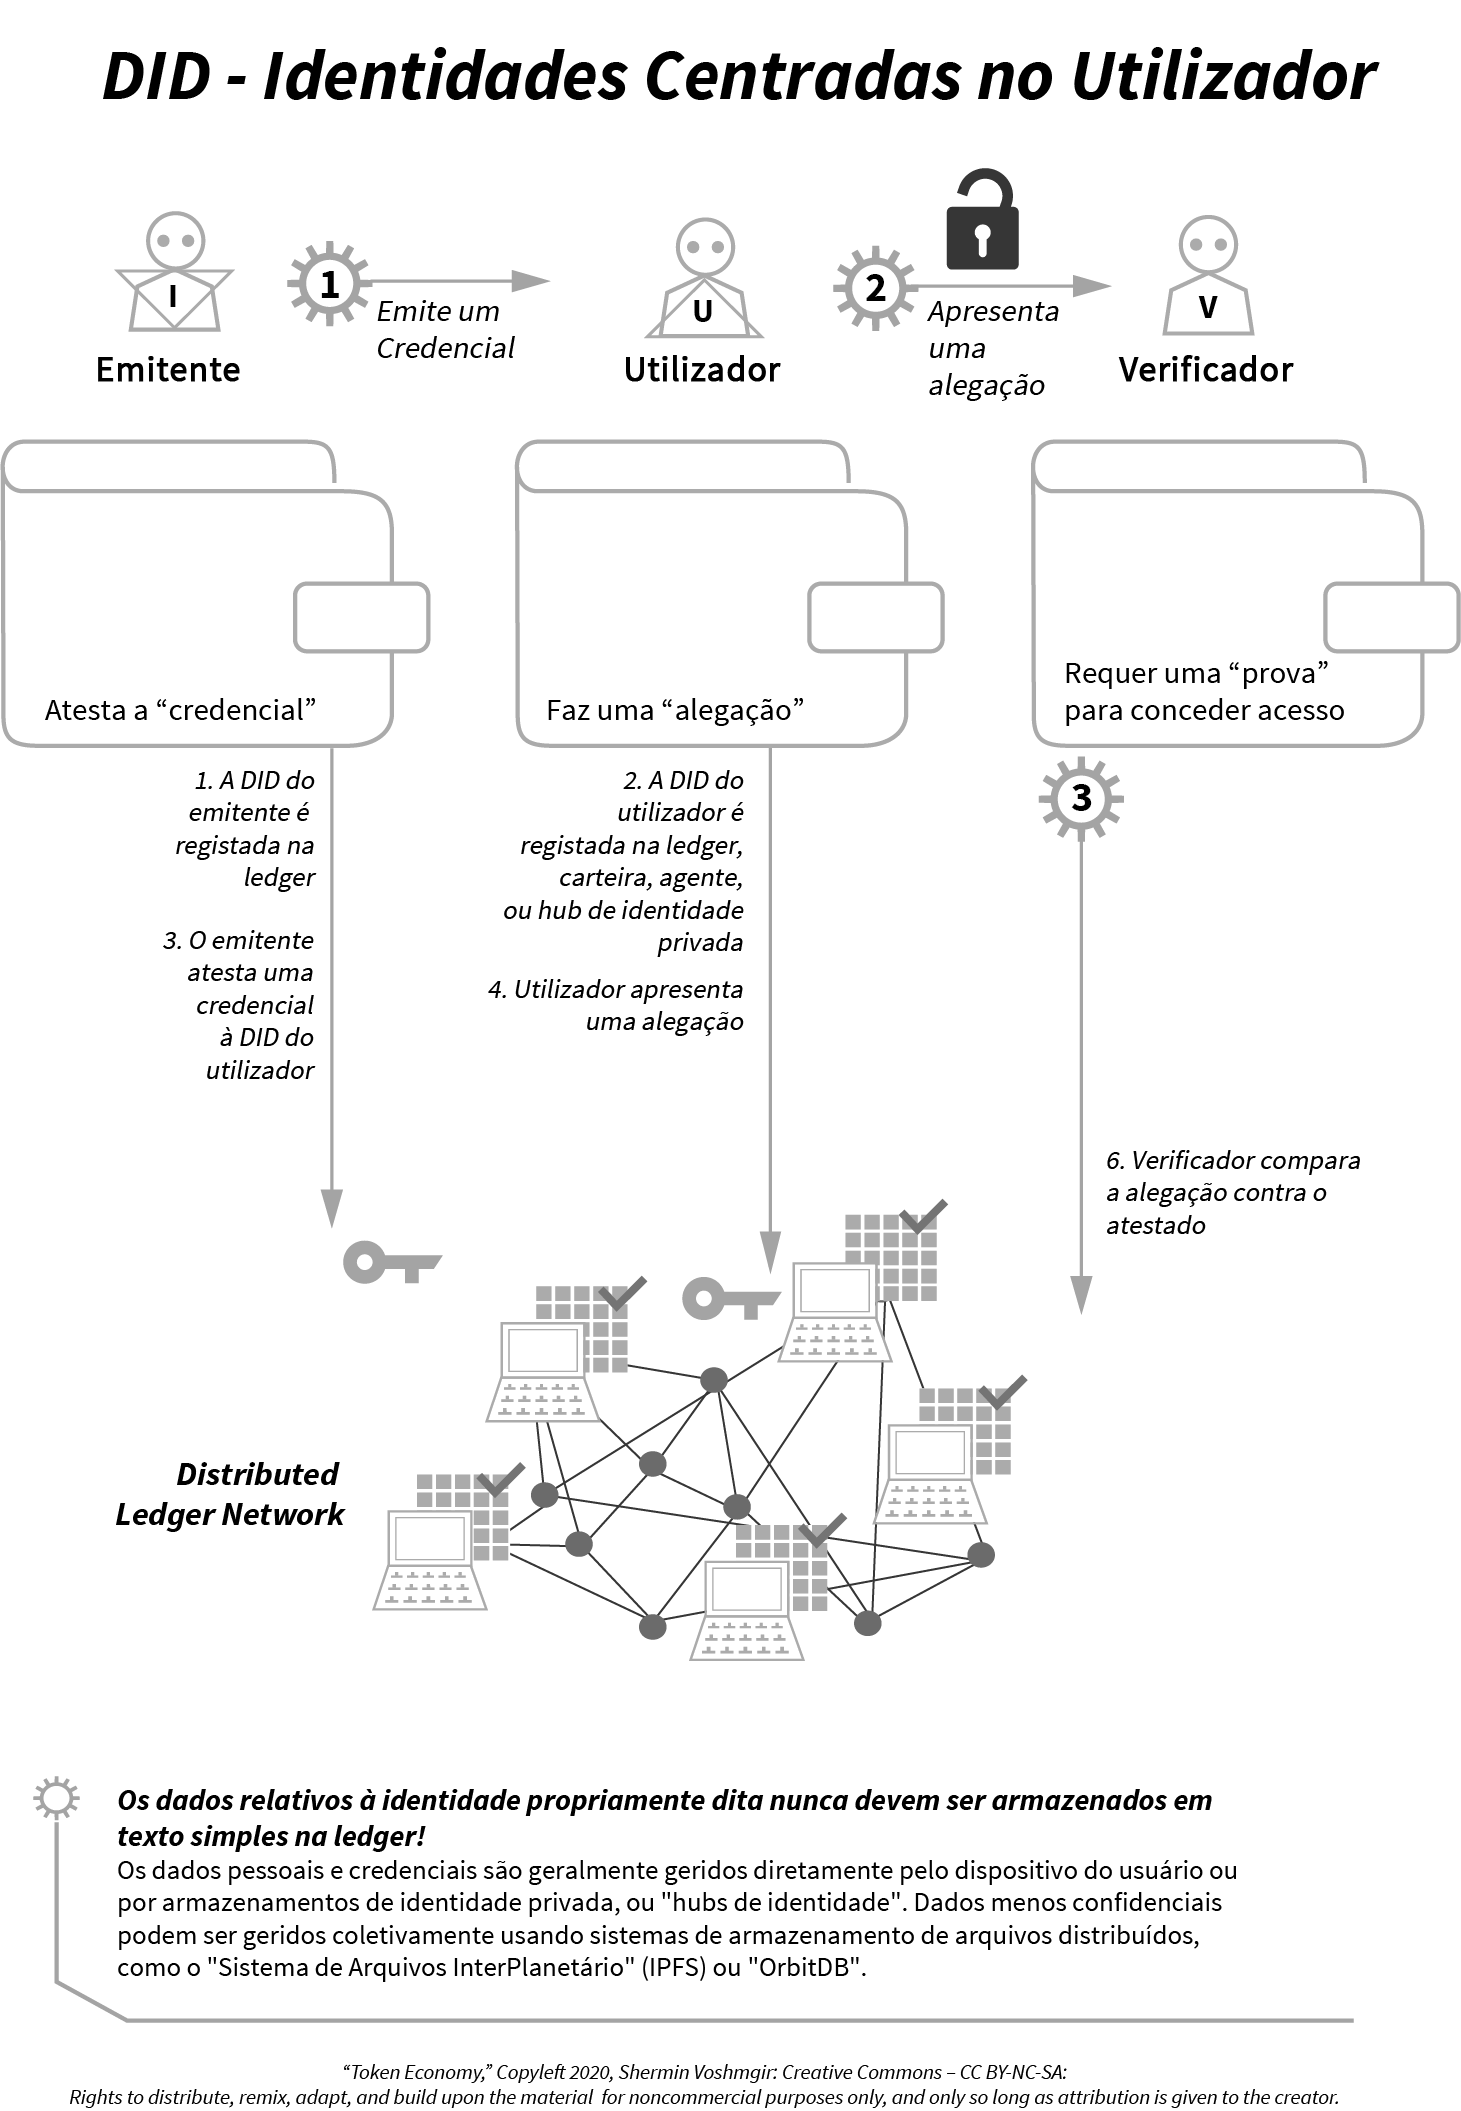 DID - Identidades Centradas no Utilizador
I
1
Emite um
Credencial
Emitente
U
Utilizador
2
Apresenta
uma
alegação
V
Verificador
Atesta a “credencial”
Faz uma “alegação”
Requer uma “prova”
para conceder acesso
1. A DID do
emitente é
registada na
ledger
3. O emitente
atesta uma
credencial
à DID do
utilizador
2. A DID do
utilizador é
registada na ledger,
carteira, agente,
ou hub de identidade
privada
4. Utilizador apresenta
uma alegação
3
6. Verificador compara
a alegação contra o
atestado
Distributed
Ledger Network
Os dados relativos à identidade propriamente dita nunca devem ser armazenados em
texto simples na ledger!
Os dados pessoais e credenciais são geralmente geridos diretamente pelo dispositivo do usuário ou
por armazenamentos de identidade privada, ou "hubs de identidade". Dados menos confidenciais
podem ser geridos coletivamente usando sistemas de armazenamento de arquivos distribuídos,
como o "Sistema de Arquivos InterPlanetário" (IPFS) ou "OrbitDB".
“Token Economy,” Copyleft 2020, Shermin Voshmgir: Creative Commons – CC BY-NC-SA:
Rights to distribute, remix, adapt, and build upon the material for noncommercial purposes only, and only so long as attribution is given to the creator.